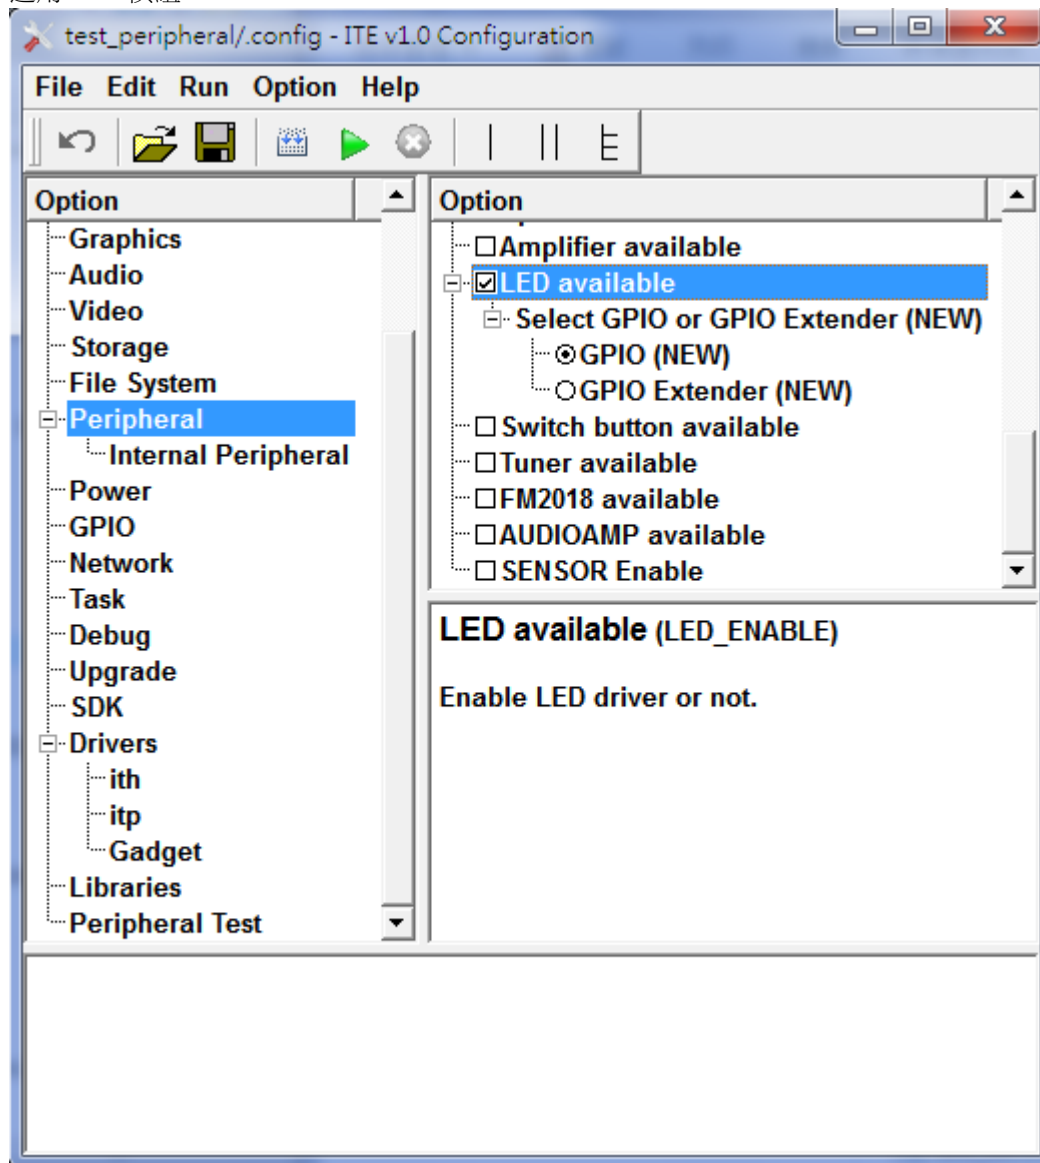 test_peripheral/.config - ITE v1.0 Configuration
File Edit Run Option Help
Option
Graphics
Audio
Video
Storage
File System
Peripheral
Internal Peripheral
Power
GPIO
Network
Task
Debug
Upgrade
SDK
Drivers
ith
itp
Gadget
Libraries
Peripheral Test
Option
Amplifier available
LED available
Select GPIO or GPIO Extender (NEW)
GPIO (NEW)
GPIO Extender (NEW)
Switch button available
Tuner available
FM2018 available
AUDIOAMP available
SENSOR Enable
LED available (LED_ENABLE)
Enable LED driver or not.